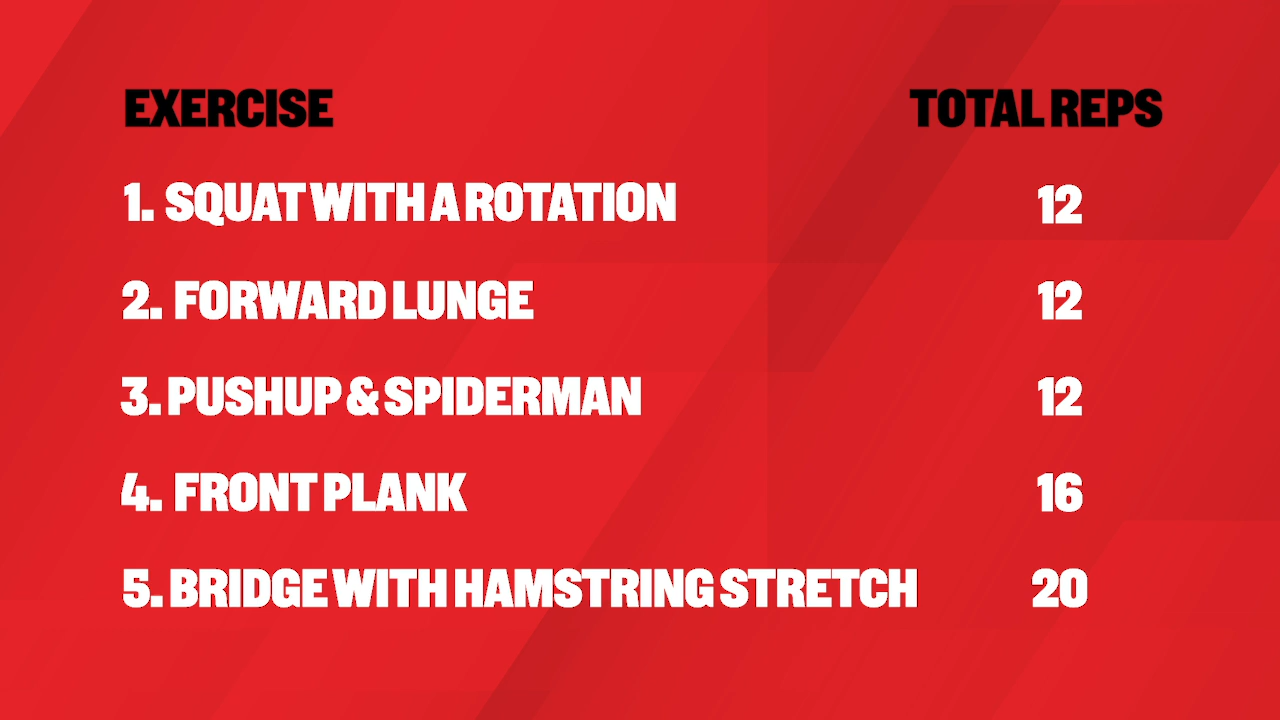 EXERCISE TOTAL REPS
1. SQUAT WITH A ROTATION 12
2. FORWARD LUNGE 12
3. PUSHUP & SPIDERMAN 12
4. FRONT PLANK 16
5. BRIDGE WITH HAMSTRING STRETCH 20